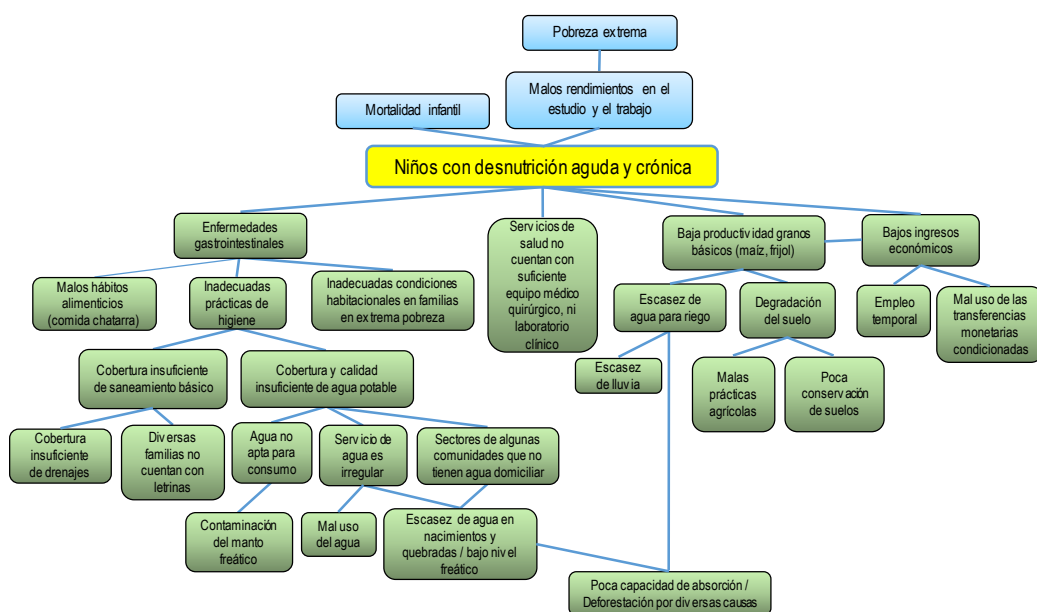 Pobreza extrema
Malos rendimientos en el
estudio y el trabajo
Mortalidad infantil
Niños con desnutrición aguda y crónica
Enfermedades
gastrointestinales
Servicios de
salud no
cuentan con
suficiente
equipo médico
quirúrgico, ni
laboratorio
clínico
Baja productividad granos
básicos (maíz, frijol)
Bajos ingresos
económicos
Malos hábitos
alimenticios
(comida chatarra)
Inadecuadas
prácticas de
higiene
Inadecuadas condiciones
habitacionales en familias
en extrema pobreza
Escasez de
agua para riego
Degradación
del suelo
Empleo
temporal
Mal uso de las
transferencias
monetarias
condicionadas
Cobertura insuficiente
de saneamiento básico
Cobertura y calidad
insuficiente de agua potable
Escasez
de lluvia
Malas
prácticas
agrícolas
Poca
conservación
de suelos
Cobertura
insuficiente
de drenajes
Diversas
familias no
cuentan con
letrinas
Agua no
apta para
consumo
Servicio de
agua es
irregular
Sectores de algunas
comunidades que no
tienen agua domiciliar
Contaminación
del manto
freático
Mal uso
del agua
Escasez de agua en
nacimientos y
quebradas / bajo nivel
freático
Poca capacidad de absorción /
Deforestación por diversas causas